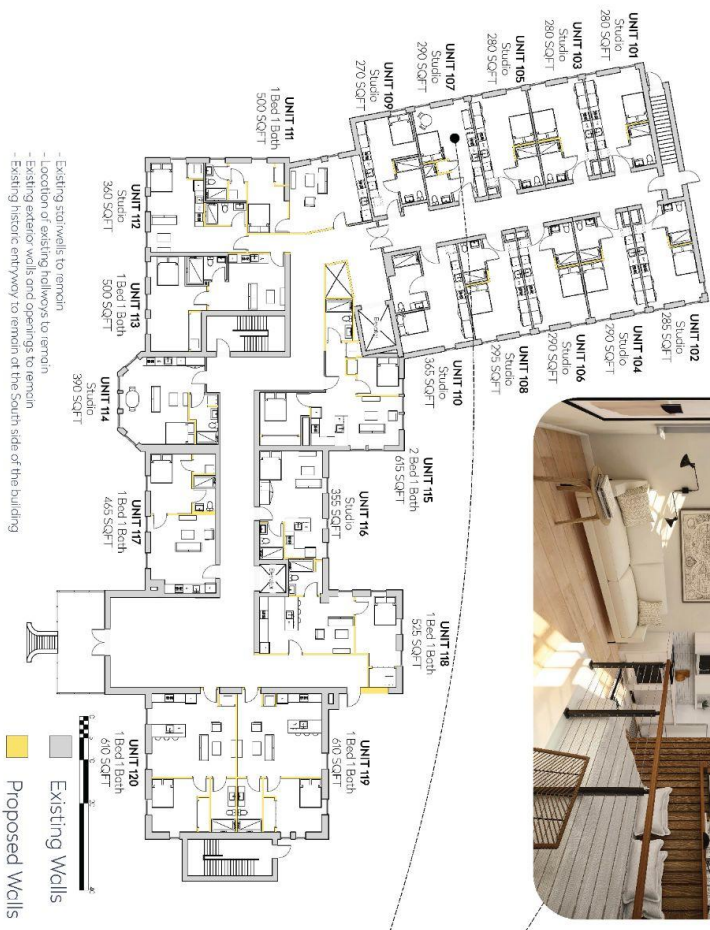 UNIT 101
Studio
280 SQFT
UNIT 103
Studio
280 SQFT
UNIT 105
Studio
280 SQFT
UNIT 107
Studio
290 SQFT
UNIT 109
Studio
270 SQFT
UNIT 102
Studio
285 SQFT
UNIT 104
Studio
290 SQFT
UNIT 106
Studio
290 SQFT
UNIT 108
Studio
295 SQFT
UNIT 110
Studio
365 SQFT
UNIT 111
1 Bed 1 Bath
500 SQFT
UNIT 112
Studio
360 SQFT
UNIT 113
1 Bed 1 Bath
500 SQFT
UNIT 114
Studio
390 SQFT
UNIT 115
2 Bed 1 Bath
615 SQFT
UNIT 116
Studio
355 SQFT
UNIT 117
1 Bed 1 Bath
465 SQFT
UNIT 118
1 Bed 1 Bath
525 SQFT
UNIT 119
1 Bed 1 Bath
610 SQFT
UNIT 120
1 Bed 1 Bath
610 SQFT
- Existing stairwells to remain
- Location of existing hallways to remain
- Existing exterior walls and openings to remain
- Existing historic entryway to remain at the South side of the building
Existing Walls
Proposed Walls